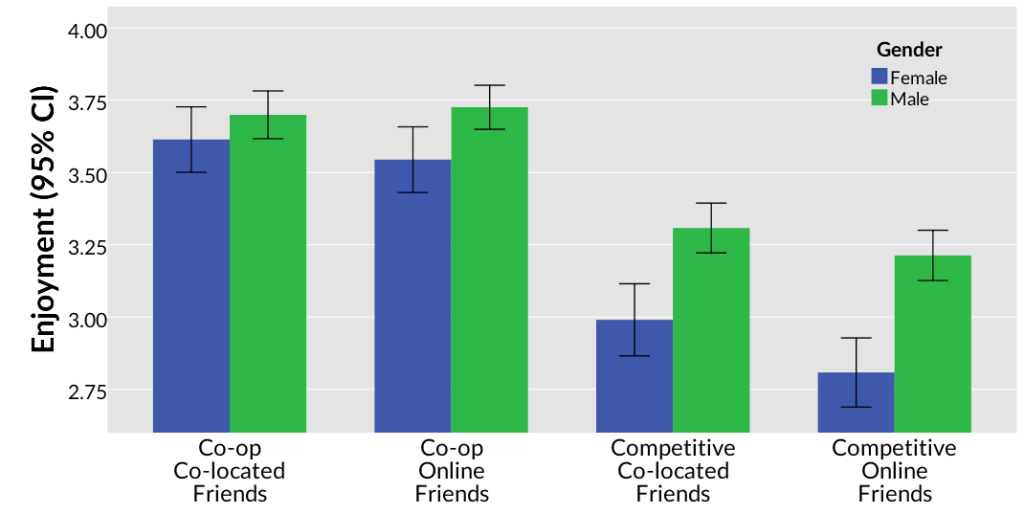 Enjoyment (95% CI)
4.00
3.75
3.50
3.25
3.00
2.75
Gender
Female
Male
Co-op
Co-located
Friends
Co-op
Online
Friends
Competitive
Co-located
Friends
Competitive
Online
Friends